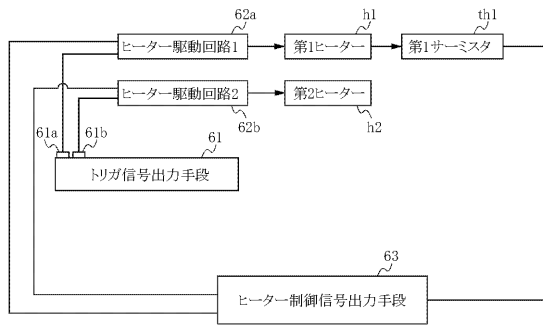 62a
h1
th1
ヒーター駆動回路1
第1ヒーター
第1サーミスタ
ヒーター駆動回路2
第2ヒーター
62b
h2
61a
61b
61
トリガ信号出力手段
63
ヒーター制御信号出力手段